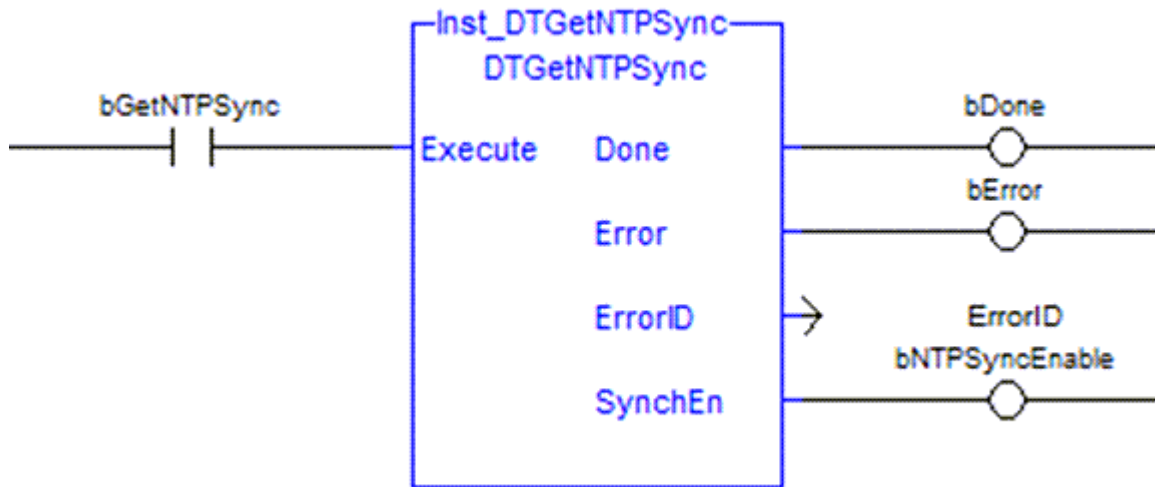 Inst_DTGetNTPSync
DTGetNTPSync
bGetNTPSync
bDone
Execute
Done
bError
Error
ErrorID
ErrorID
bNTPSyncEnable
SynchEn